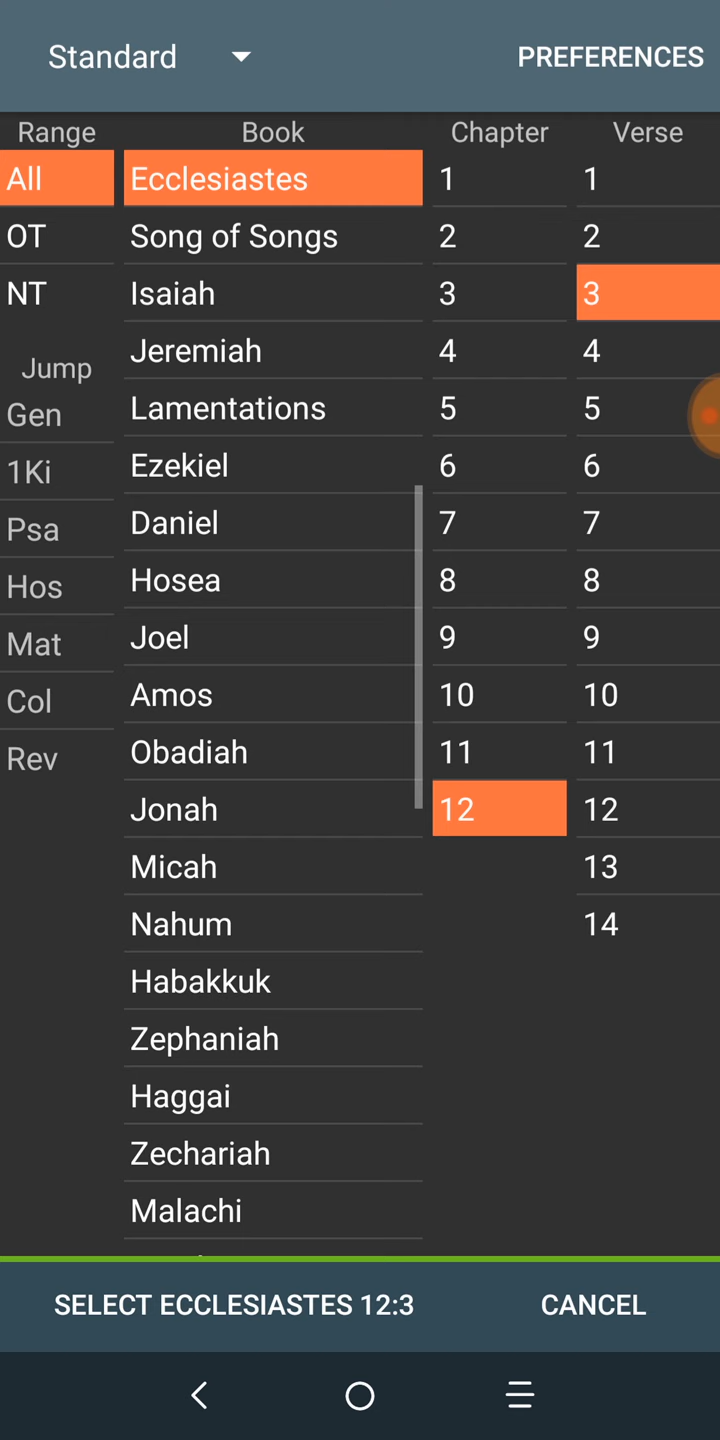 Standard PREFERENCES
Range Book Chapter Verse
All Ecclesiastes 1 1
OT Song of Songs 2 2
NT Isaiah 3 3
Jeremiah 4 4
Jump
Gen Lamentations 5 5
1Ki Ezekiel 6 6
Psa Daniel 7 7
Hos Hosea 8 8
Mat Joel 9 9
Col Amos 10 10
Rev Obadiah 11 11
Jonah 12 12
Micah 13
Nahum 14
Habakkuk
Zephaniah
Haggai
Zechariah
Malachi
SELECT ECCLESIASTES 12:3 CANCEL